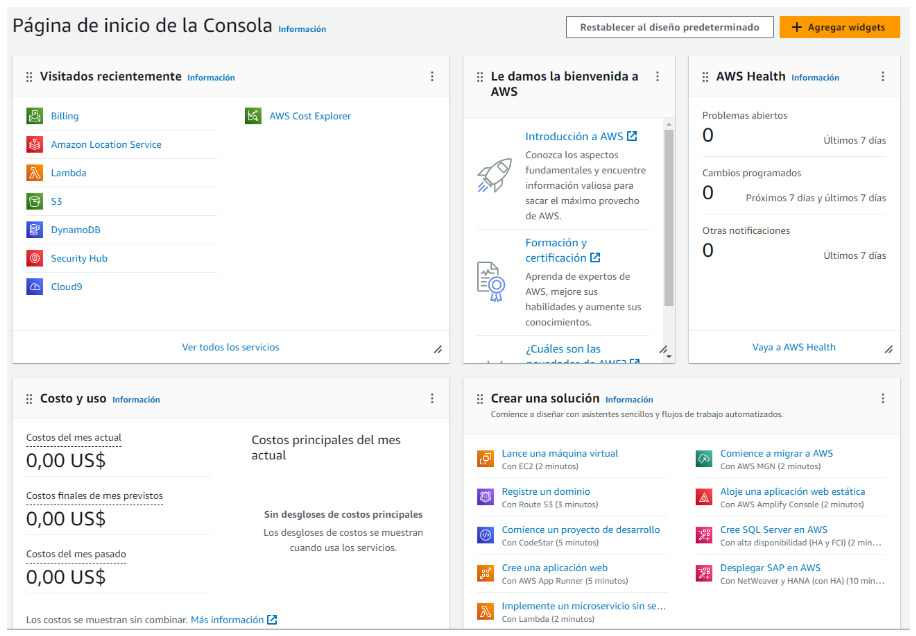 Página de inicio de la Consola Información
Restablecer al diseño predeterminado
Agregar widgets
Visitados recientemente Información
Billing
Amazon Location Service
Lambda
S3
DynamoDB
Security Hub
Cloud9
AWS Cost Explorer
Ver todos los servicios
Le damos la bienvenida a
AWS
Introducción a AWS
Conozca los aspectos
fundamentales y encuentre
información valiosa para
sacar el máximo provecho
de AWS.
Formación y
certificación
Aprenda de expertos de
AWS, mejore sus
habilidades y aumente sus
conocimientos.
¿Cuáles son las
novedades de AWS?
AWS Health Información
Problemas abiertos
0 Últimos 7 días
Cambios programados
0 Próximos 7 días y últimos 7 días
Otras notificaciones
0 Últimos 7 días
Vaya a AWS Health
Costo y uso Información
Costos del mes actual
0,00 US$
Costos finales de mes previstos
0,00 US$
Costos del mes pasado
0,00 US$
Costos principales del mes
actual
Sin desgloses de costos principales
Los desgloses de costos se muestran
cuando usa los servicios.
Los costos se muestran sin combinar. Más información
Crear una solución Información
Comience a diseñar con asistentes sencillos y flujos de trabajo automatizados.
Lance una máquina virtual
Con EC2 (2 minutos)
Registre un dominio
Con Route 53 (3 minutos)
Comience un proyecto de desarrollo
Con CodeStar (5 minutos)
Cree una aplicación web
Con AWS App Runner (5 minutos)
Implemente un microservicio sin se...
Con Lambda (2 minutos)
Comience a migrar a AWS
Con AWS MGN (2 minutos)
Aloje una aplicación web estática
Con AWS Amplify Console (2 minutos)
Cree SQL Server en AWS
Con alta disponibilidad (HA y FCI) (2 min...
Desplegar SAP en AWS
Con NetWeaver y HANA (con HA) (10 min...